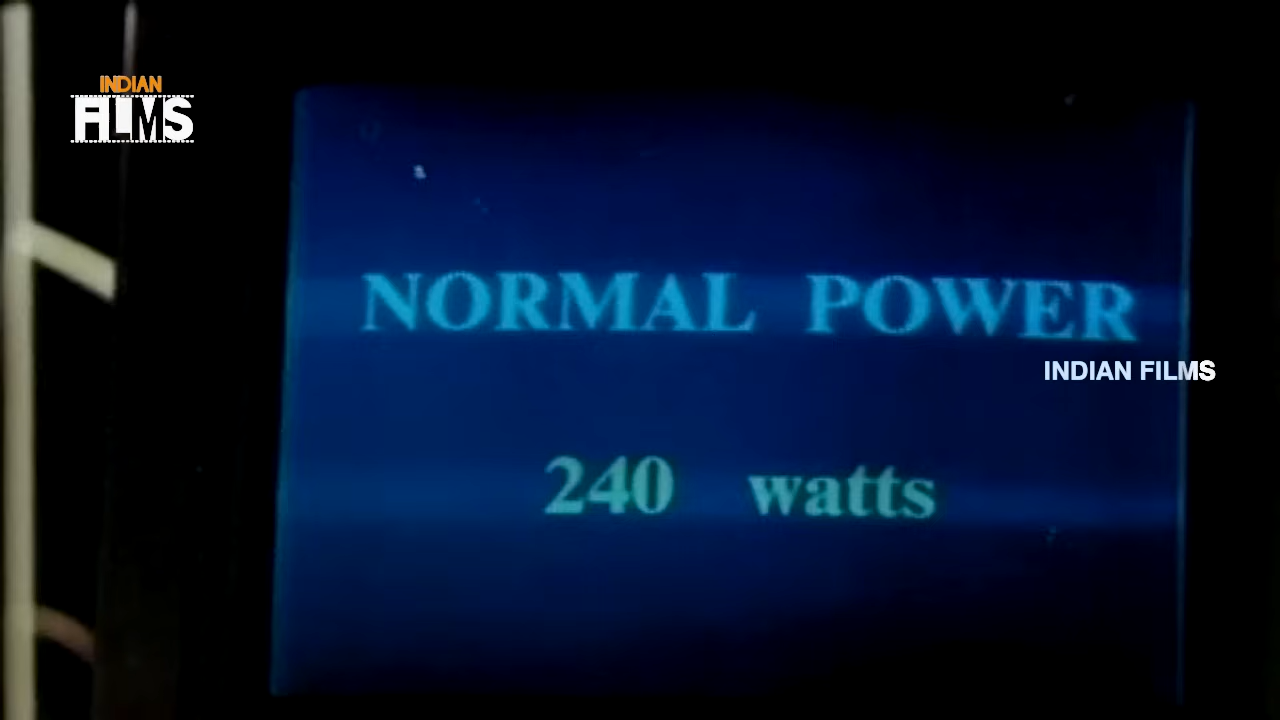 INDIAN
FILMS
NORMAL POWER
INDIAN FILMS
240 watts